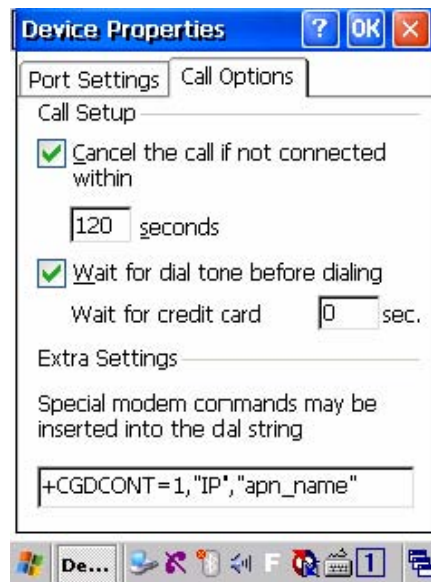 Device Properties ? OK
Port Settings Call Options
Call Setup
Cancel the call if not connected
within
120 seconds
Wait for dial tone before dialing
Wait for credit card 0 sec.
Extra Settings
Special modem commands may be
inserted into the dal string
+CGDCONT=1,"IP","apn_name"
De... F 1